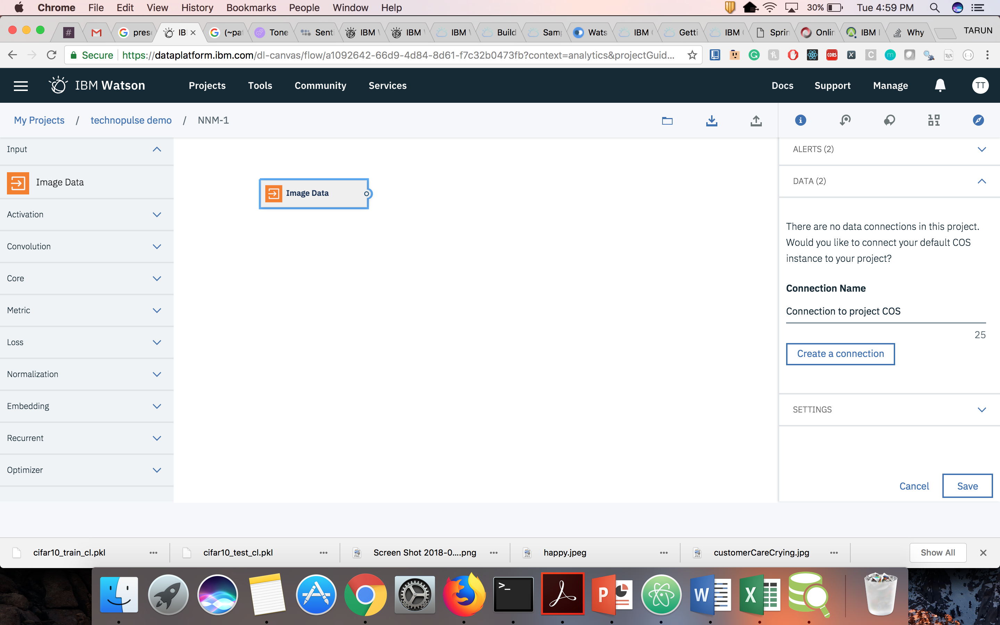 Chrome File Edit View History Bookmarks People Window Help 30% Tue 4:59 PM
# prese IBM (~pat Tone Senti IBM IBM IBM Build Samp Wats IBM Getti IBM Sprin Onlin IBM Why TARUN
Secure https://dataplatform.ibm.com/dl-canvas/flow/a1092642-66d9-4d84-8d61-f7c32b0473fb?context=analytics&projectGuid...
IBM Watson Projects Tools Community Services Docs Support Manage TT
My Projects / technopulse demo / NNM-1
Input
Image Data
Activation
Convolution
Core
Metric
Loss
Normalization
Embedding
Recurrent
Optimizer
Image Data
ALERTS (2)
DATA (2)
There are no data connections in this project.
Would you like to connect your default COS
instance to your project?
Connection Name
Connection to project COS
25
Create a connection
SETTINGS
Cancel Save
cifar10_train_cl.pkl cifar10_test_cl.pkl Screen Shot 2018-0....png happy.jpeg customerCareCrying.jpg Show All